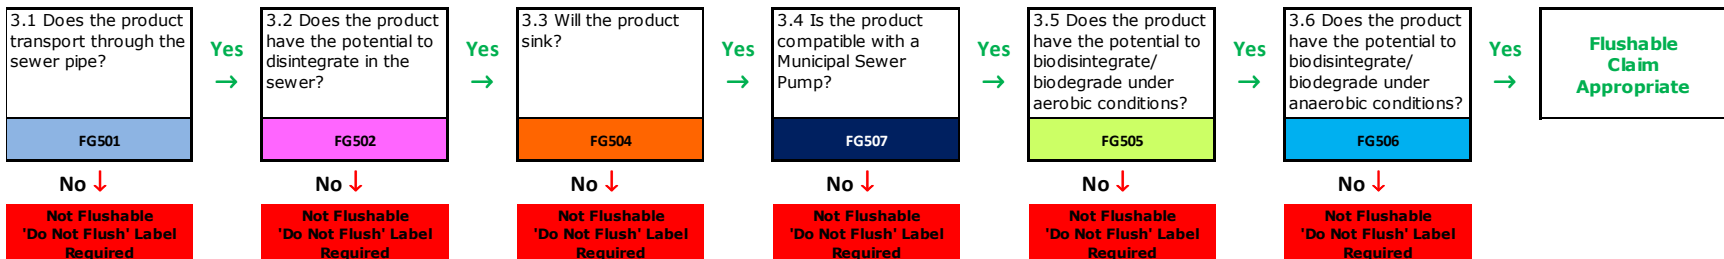 3.1 Does the product
transport through the
sewer pipe?
FG501
Yes
→
No ↓
Not Flushable
'Do Not Flush' Label
Required
3.2 Does the product
have the potential to
disintegrate in the
sewer?
FG502
Yes
→
No ↓
Not Flushable
'Do Not Flush' Label
Required
3.3 Will the product
sink?
FG504
Yes
→
No ↓
Not Flushable
'Do Not Flush' Label
Required
3.4 Is the product
compatible with a
Municipal Sewer
Pump?
FG507
Yes
→
No ↓
Not Flushable
'Do Not Flush' Label
Required
3.5 Does the product
have the potential to
biodisintegrate/
biodegrade under
aerobic conditions?
FG505
Yes
→
No ↓
Not Flushable
'Do Not Flush' Label
Required
3.6 Does the product
have the potential to
biodisintegrate/
biodegrade under
anaerobic conditions?
FG506
Yes
→
No ↓
Not Flushable
'Do Not Flush' Label
Required
Flushable
Claim
Appropriate